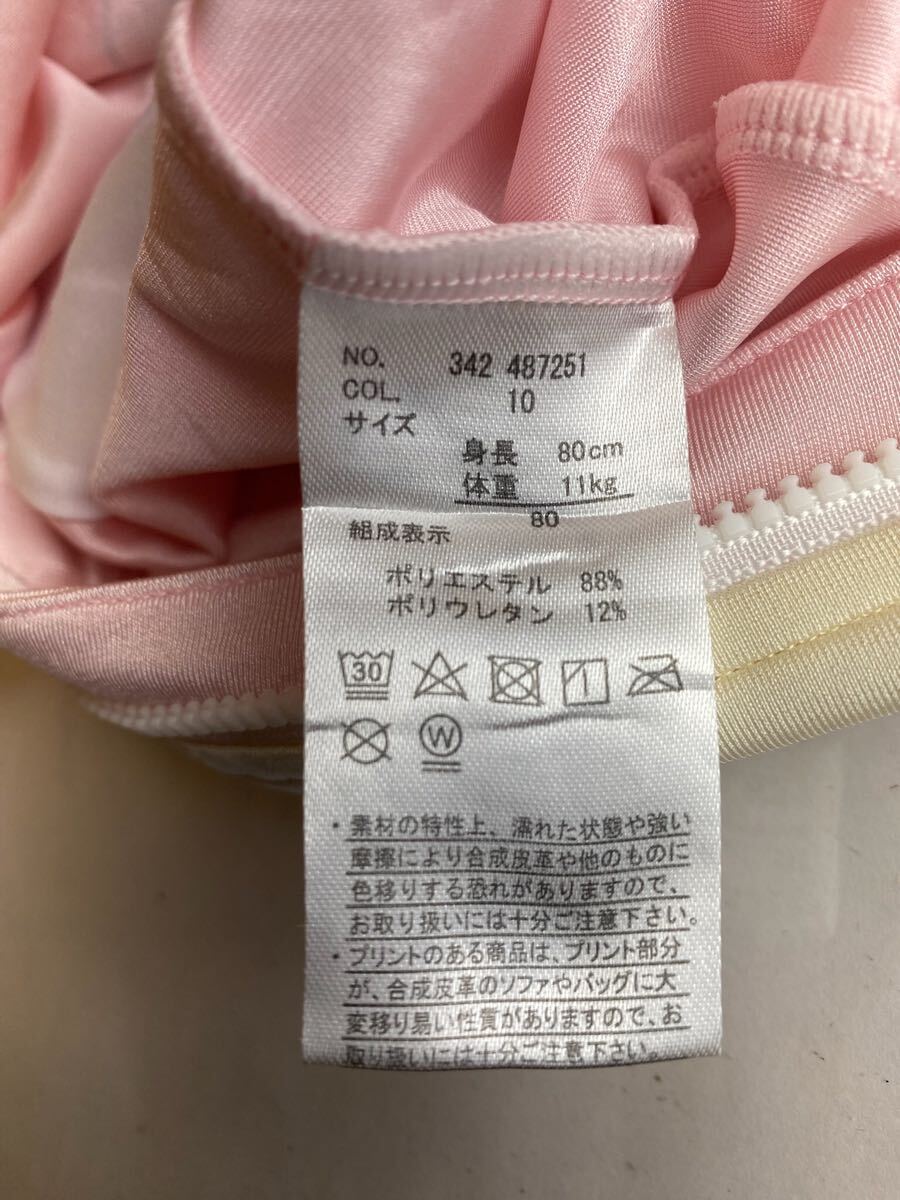 NO. 342 487251
COL. 10
サイズ
身長 80cm
体重 11kg
80
組成表示
ポリエステル 88%
ポリウレタン 12%
30
W
・素材の特性上、濡れた状態や強い
摩擦により合成皮革や他のものに
色移りする恐れがありますので、
お取り扱いには十分ご注意下さい。
・プリントのある商品は、プリント部分
が、合成皮革のソファやバッグに大
変移り易い性質がありますので、お
取り扱いには十分ご注意下さい。